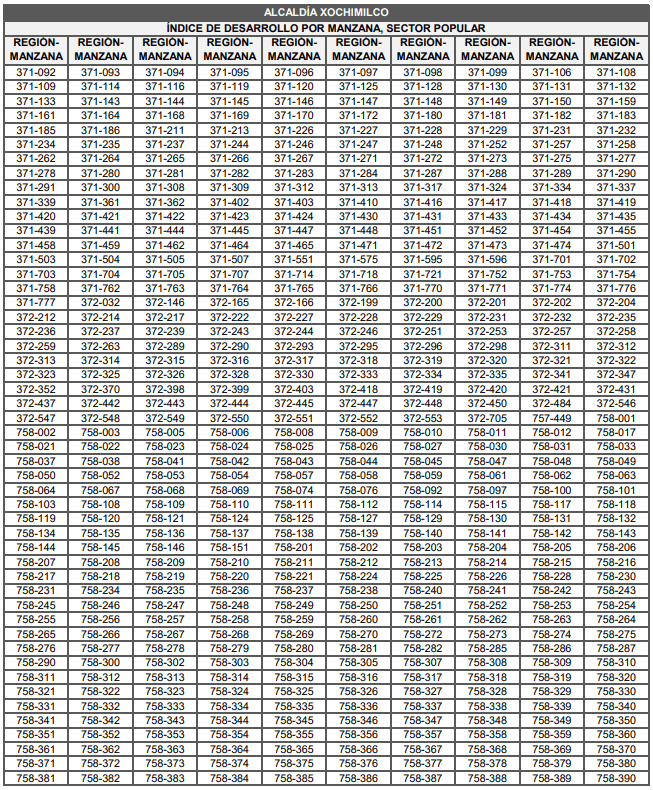 ALCALDÍA XOCHIMILCO
ÍNDICE DE DESARROLLO POR MANZANA, SECTOR POPULAR
REGIÓN- REGIÓN- REGIÓN- REGIÓN- REGIÓN- REGIÓN- REGIÓN- REGIÓN- REGIÓN- REGIÓN-
MANZANA MANZANA MANZANA MANZANA MANZANA MANZANA MANZANA MANZANA MANZANA MANZANA
371-092 371-093 371-094 371-095 371-096 371-097 371-098 371-099 371-106 371-108
371-109 371-114 371-116 371-119 371-120 371-125 371-128 371-130 371-131 371-132
371-133 371-143 371-144 371-145 371-146 371-147 371-148 371-149 371-150 371-159
371-161 371-164 371-168 371-169 371-170 371-172 371-180 371-181 371-182 371-183
371-185 371-186 371-211 371-213 371-226 371-227 371-228 371-229 371-231 371-232
371-234 371-235 371-237 371-244 371-246 371-247 371-248 371-252 371-257 371-258
371-262 371-264 371-265 371-266 371-267 371-271 371-272 371-273 371-275 371-277
371-278 371-280 371-281 371-282 371-283 371-284 371-287 371-288 371-289 371-290
371-291 371-300 371-308 371-309 371-312 371-313 371-317 371-324 371-334 371-337
371-339 371-361 371-362 371-402 371-403 371-410 371-416 371-417 371-418 371-419
371-420 371-421 371-422 371-423 371-424 371-430 371-431 371-433 371-434 371-435
371-439 371-441 371-444 371-445 371-447 371-448 371-451 371-452 371-454 371-455
371-458 371-459 371-462 371-464 371-465 371-471 371-472 371-473 371-474 371-501
371-503 371-504 371-505 371-507 371-551 371-575 371-595 371-596 371-701 371-702
371-703 371-704 371-705 371-707 371-714 371-718 371-721 371-752 371-753 371-754
371-758 371-762 371-763 371-764 371-765 371-766 371-770 371-771 371-774 371-776
371-777 372-032 372-146 372-165 372-166 372-199 372-200 372-201 372-202 372-204
372-212 372-214 372-217 372-222 372-227 372-228 372-229 372-231 372-232 372-235
372-236 372-237 372-239 372-243 372-244 372-246 372-251 372-253 372-257 372-258
372-259 372-263 372-289 372-290 372-293 372-295 372-296 372-298 372-311 372-312
372-313 372-314 372-315 372-316 372-317 372-318 372-319 372-320 372-321 372-322
372-323 372-325 372-326 372-328 372-330 372-333 372-334 372-335 372-341 372-347
372-352 372-370 372-398 372-399 372-403 372-418 372-419 372-420 372-421 372-431
372-437 372-442 372-443 372-444 372-445 372-447 372-448 372-450 372-484 372-546
372-547 372-548 372-549 372-550 372-551 372-552 372-553 372-705 757-449 758-001
758-002 758-003 758-005 758-006 758-008 758-009 758-010 758-011 758-012 758-017
758-021 758-022 758-023 758-024 758-025 758-026 758-027 758-030 758-031 758-033
758-037 758-038 758-041 758-042 758-043 758-044 758-045 758-047 758-048 758-049
758-050 758-052 758-053 758-054 758-057 758-058 758-059 758-061 758-062 758-063
758-064 758-067 758-068 758-069 758-074 758-076 758-092 758-097 758-100 758-101
758-103 758-108 758-109 758-110 758-111 758-112 758-114 758-115 758-117 758-118
758-119 758-120 758-121 758-124 758-125 758-127 758-129 758-130 758-131 758-132
758-134 758-135 758-136 758-137 758-138 758-139 758-140 758-141 758-142 758-143
758-144 758-145 758-146 758-151 758-201 758-202 758-203 758-204 758-205 758-206
758-207 758-208 758-209 758-210 758-211 758-212 758-213 758-214 758-215 758-216
758-217 758-218 758-219 758-220 758-221 758-224 758-225 758-226 758-228 758-230
758-231 758-234 758-235 758-236 758-237 758-238 758-240 758-241 758-242 758-243
758-245 758-246 758-247 758-248 758-249 758-250 758-251 758-252 758-253 758-254
758-255 758-256 758-257 758-258 758-259 758-260 758-261 758-262 758-263 758-264
758-265 758-266 758-267 758-268 758-269 758-270 758-272 758-273 758-274 758-275
758-276 758-277 758-278 758-279 758-280 758-281 758-282 758-285 758-286 758-287
758-290 758-300 758-302 758-303 758-304 758-305 758-307 758-308 758-309 758-310
758-311 758-312 758-313 758-314 758-315 758-316 758-317 758-318 758-319 758-320
758-321 758-322 758-323 758-324 758-325 758-326 758-327 758-328 758-329 758-330
758-331 758-332 758-333 758-334 758-335 758-336 758-337 758-338 758-339 758-340
758-341 758-342 758-343 758-344 758-345 758-346 758-347 758-348 758-349 758-350
758-351 758-352 758-353 758-354 758-355 758-356 758-357 758-358 758-359 758-360
758-361 758-362 758-363 758-364 758-365 758-366 758-367 758-368 758-369 758-370
758-371 758-372 758-373 758-374 758-375 758-376 758-377 758-378 758-379 758-380
758-381 758-382 758-383 758-384 758-385 758-386 758-387 758-388 758-389 758-390